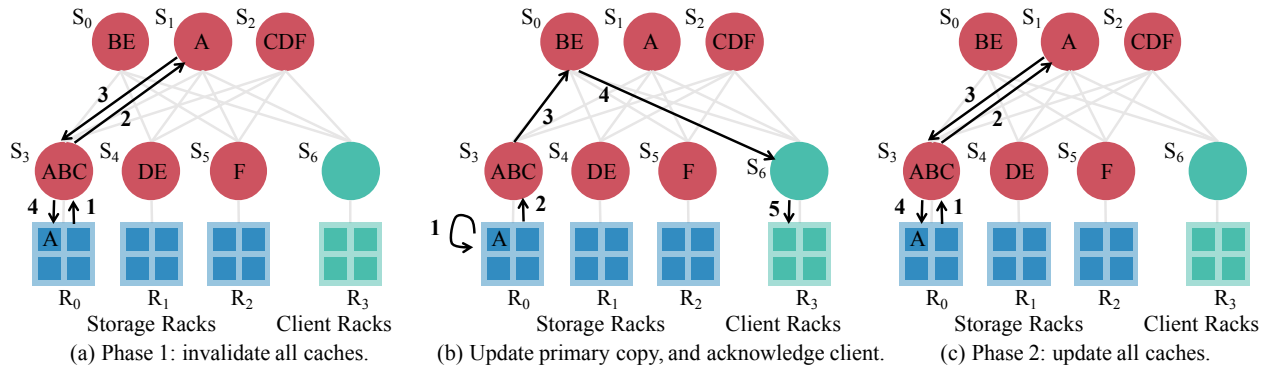 S0 BE S1 A S2 CDF
3
2
S3 ABC S4 DE S5 F S6
4 1
A
R0 R1 R2 R3
Storage Racks Client Racks
(a) Phase 1: invalidate all caches.
S0 BE S1 A S2 CDF
4
3
S3 ABC S4 DE S5 F S6
2 5
1 A
R0 R1 R2 R3
Storage Racks Client Racks
(b) Update primary copy, and acknowledge client.
S0 BE S1 A S2 CDF
3
2
S3 ABC S4 DE S5 F S6
4 1
A
R0 R1 R2 R3
Storage Racks Client Racks
(c) Phase 2: update all caches.